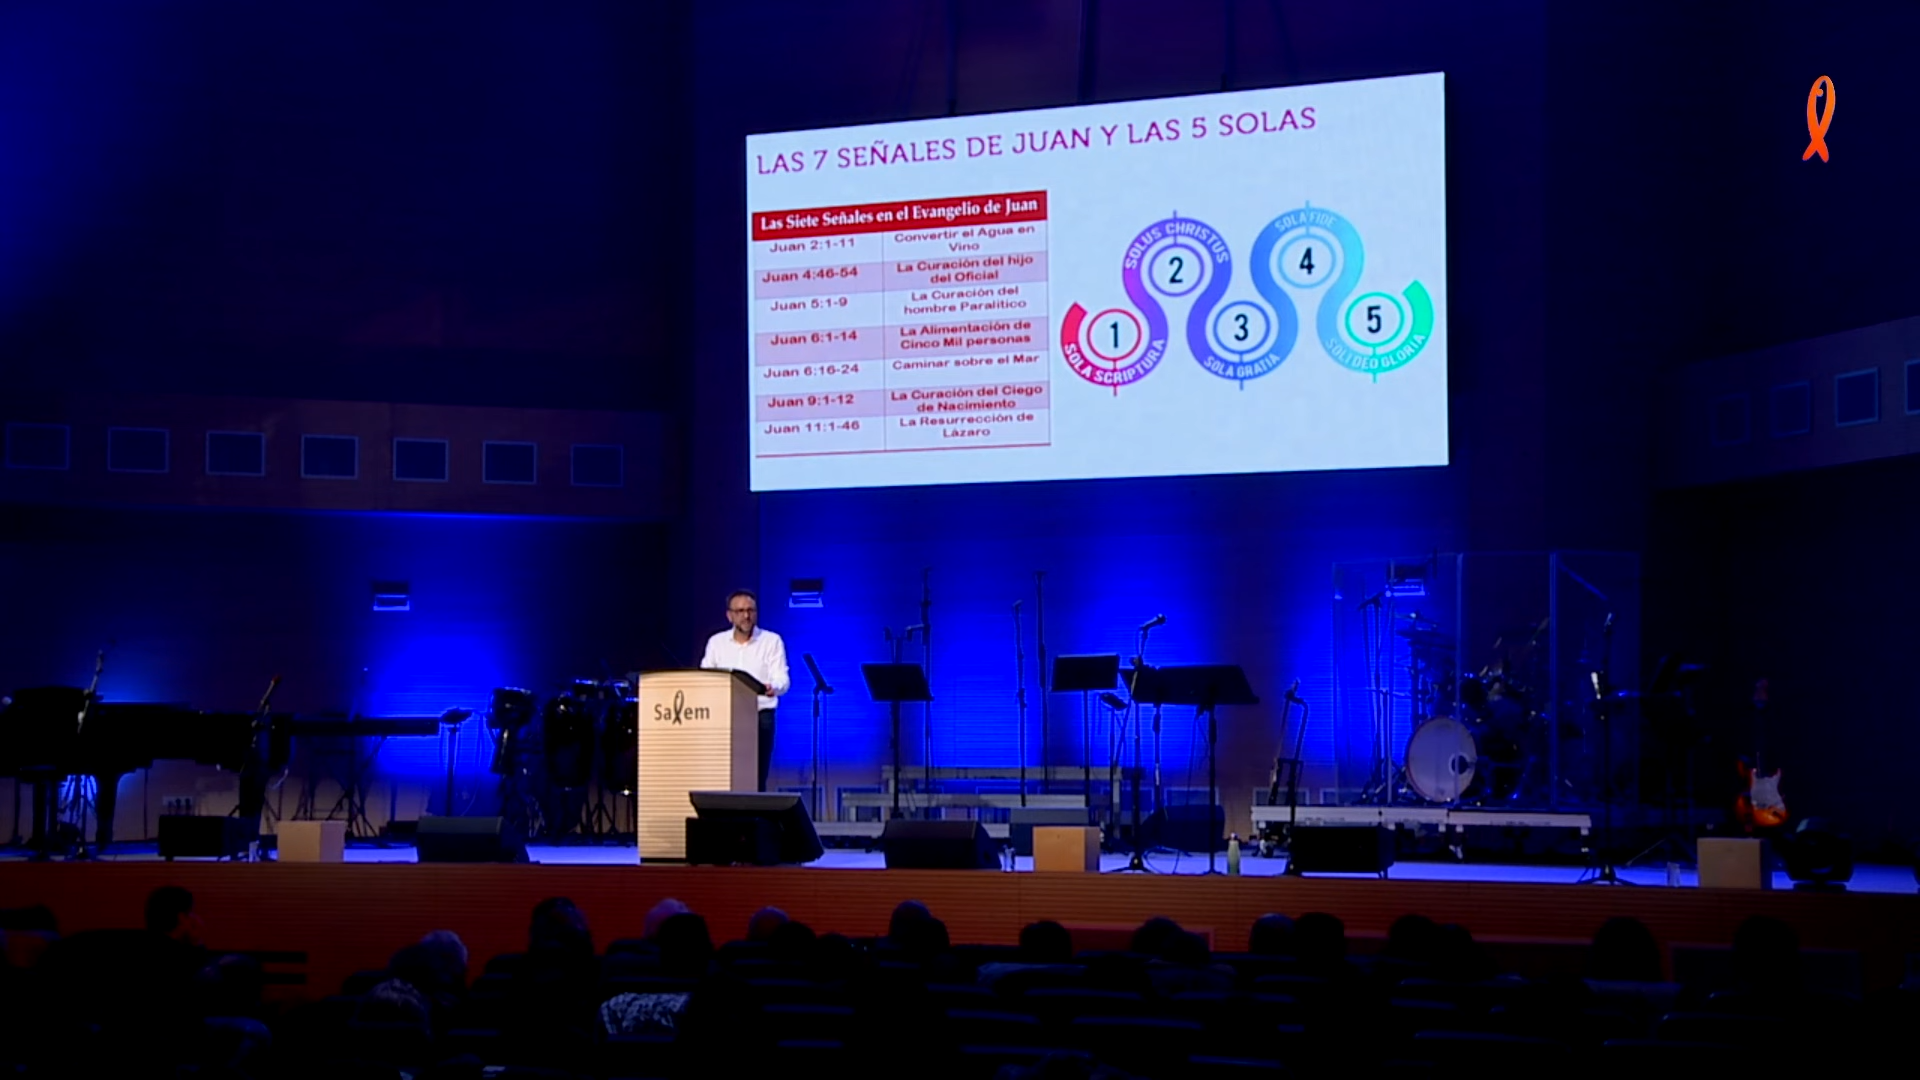 LAS 7 SEÑALES DE JUAN Y LAS 5 SOLAS
Las Siete Señales en el Evangelio de Juan
Juan 2:1-11
Convertir el Agua en
Vino
Juan 4:46-54
La Curación del hijo
del Oficial
Juan 5:1-9
La Curación del
hombre Paralítico
Juan 6:1-14
La Alimentación de
Cinco Mil personas
Juan 6:16-24
Caminar sobre el Mar
Juan 9:1-12
La Curación del Ciego
de Nacimiento
Juan 11:1-46
La Resurrección de
Lázaro
1
SOLA SCRIPTURA
2
SOLUS CHRISTUS
3
SOLA GRATIA
4
SOLA FIDE
5
SOLI DEO GLORIA
Salem